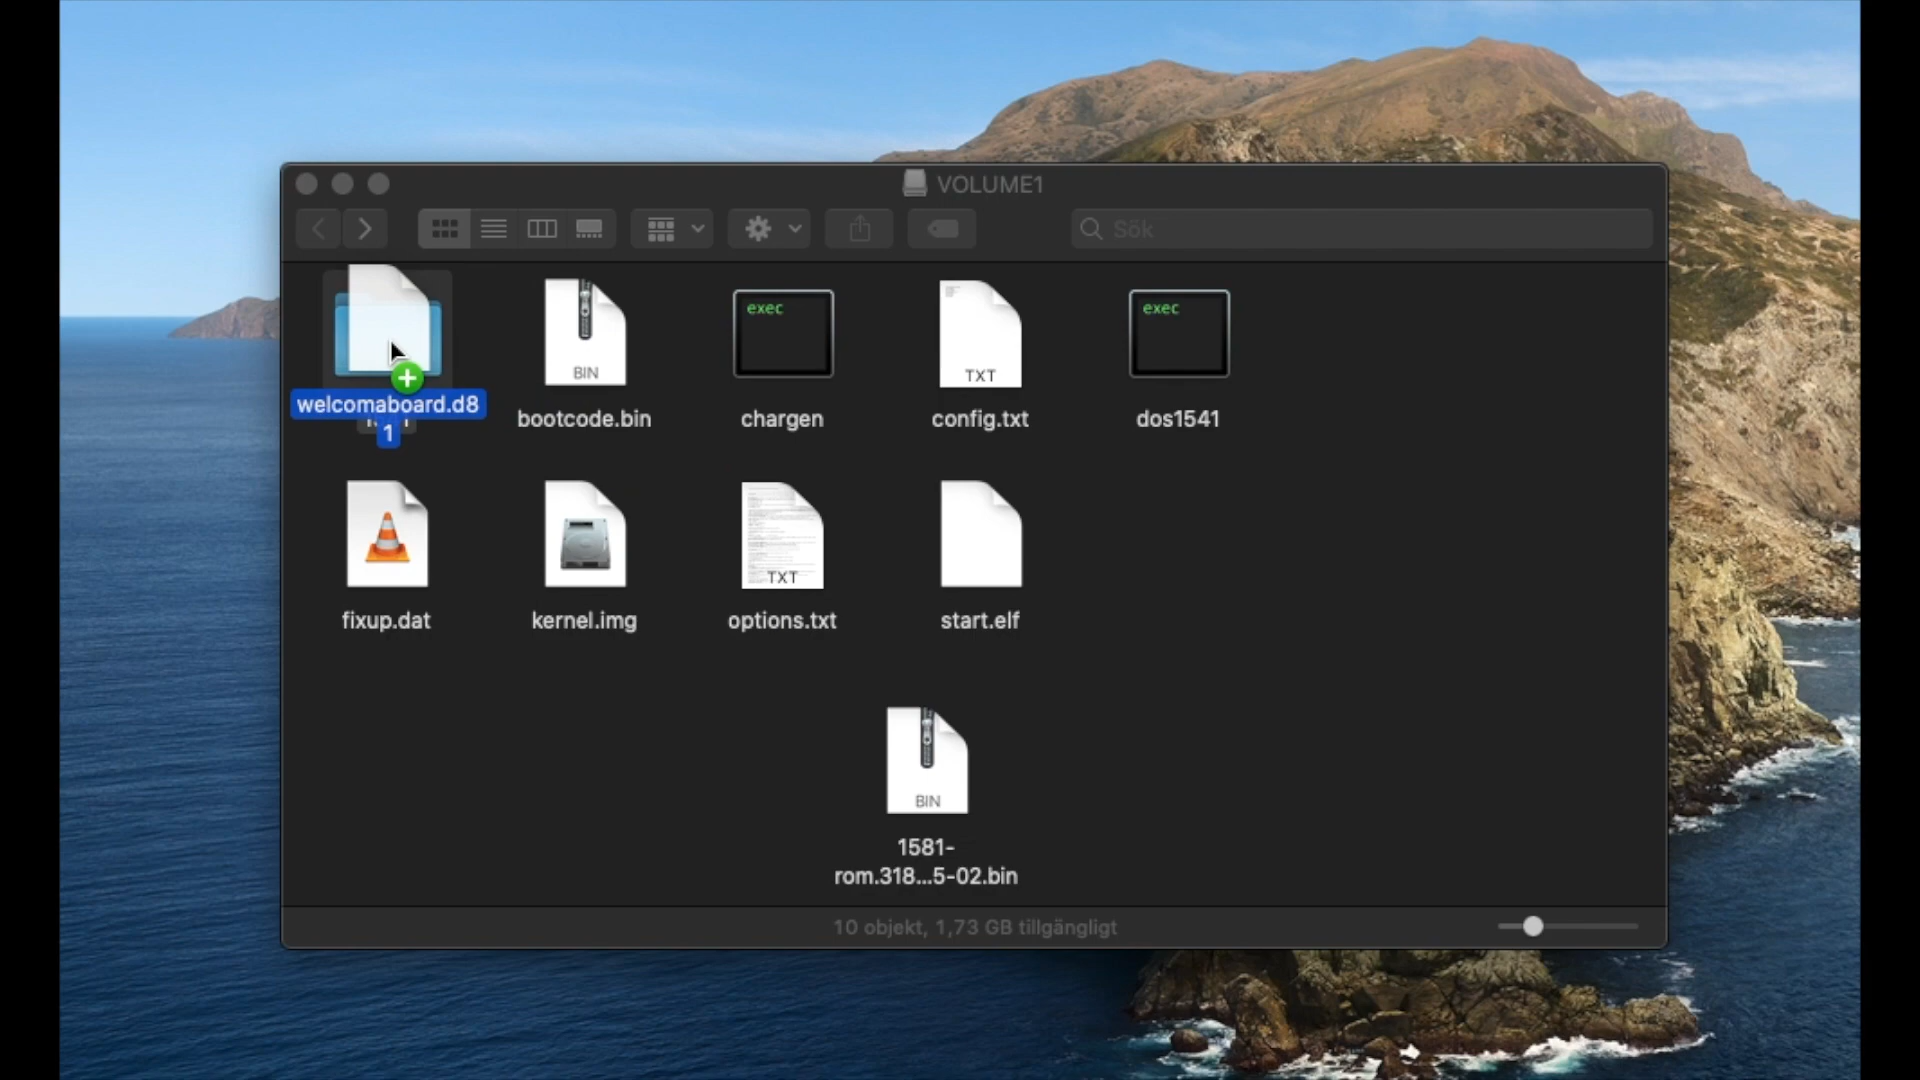 VOLUME1
Sök
exec
exec
BIN
TXT
welcomaboard.d8
1
bootcode.bin
chargen
config.txt
dos1541
TXT
fixup.dat
kernel.img
options.txt
start.elf
BIN
1581-
rom.318...5-02.bin
10 objekt, 1,73 GB tillgängligt